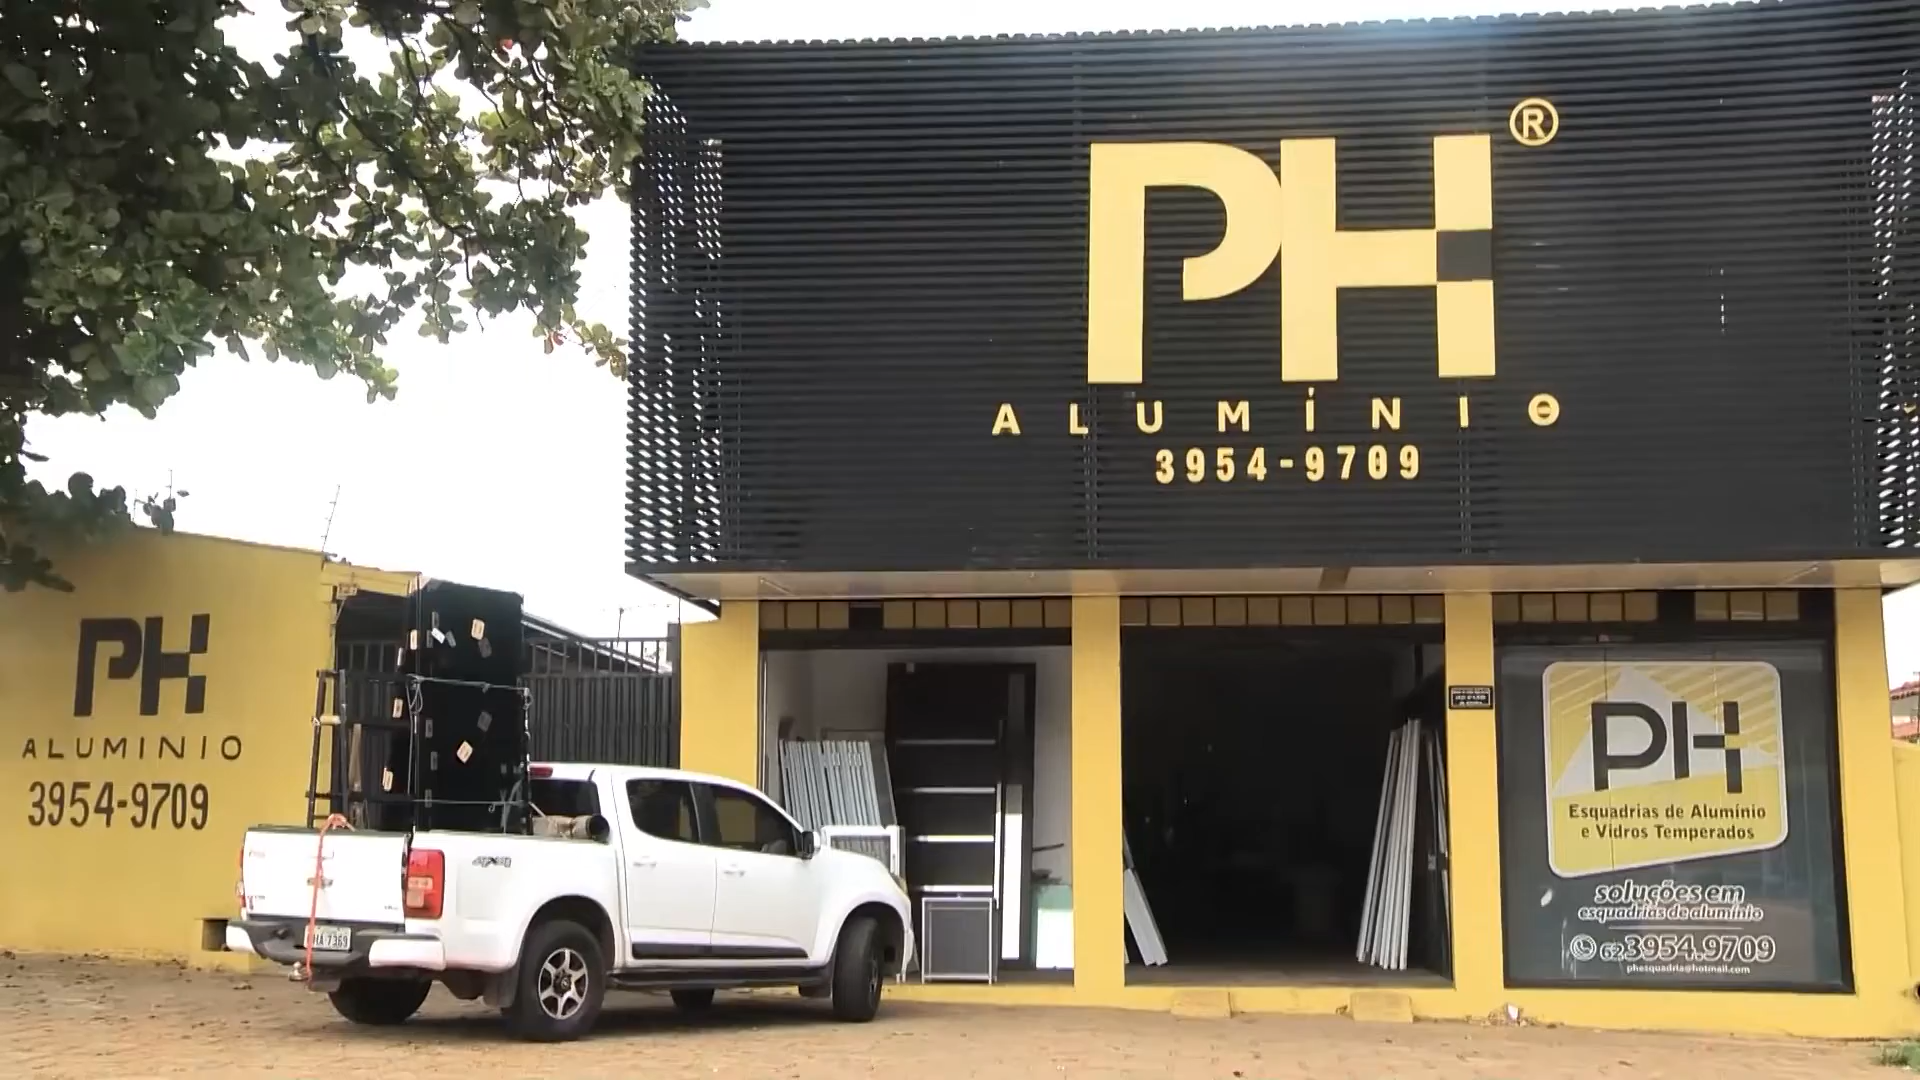 PH®
ALUMÍNIO
3954-9709
PH
ALUMINIO
3954-9709
4X4
PH
Esquadrias de Alumínio
e Vidros Temperados
soluções em
esquadrias de alumínio
62 3954.9709
phesquadria@hotmail.com